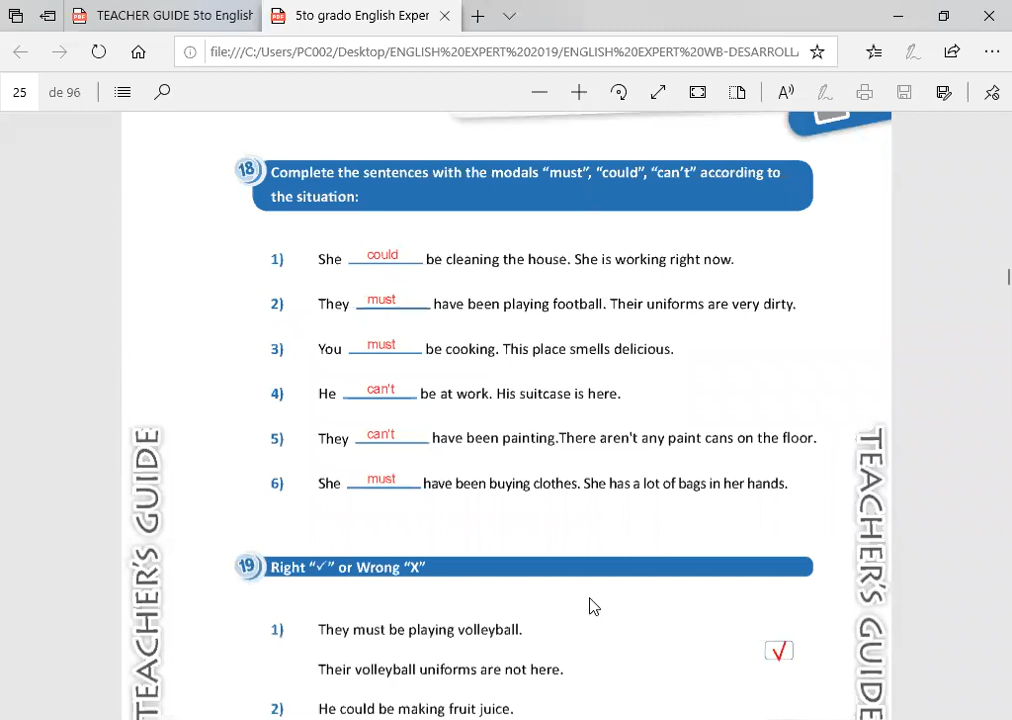 TEACHER GUIDE 5to English
5to grado English Exper
file:///C:/Users/PC002/Desktop/ENGLISH%20EXPERT%202019/ENGLISH%20EXPERT%20WB-DESARROLL
25 de 96
18 Complete the sentences with the modals “must”, “could”, “can’t” according to
the situation:
1) She could be cleaning the house. She is working right now.
2) They must have been playing football. Their uniforms are very dirty.
3) You must be cooking. This place smells delicious.
4) He can't be at work. His suitcase is here.
5) They can't have been painting.There aren't any paint cans on the floor.
6) She must have been buying clothes. She has a lot of bags in her hands.
TEACHER'S GUIDE
TEACHER'S GUIDE
19 Right “✓” or Wrong “X”
1) They must be playing volleyball.
√
Their volleyball uniforms are not here.
2) He could be making fruit juice.